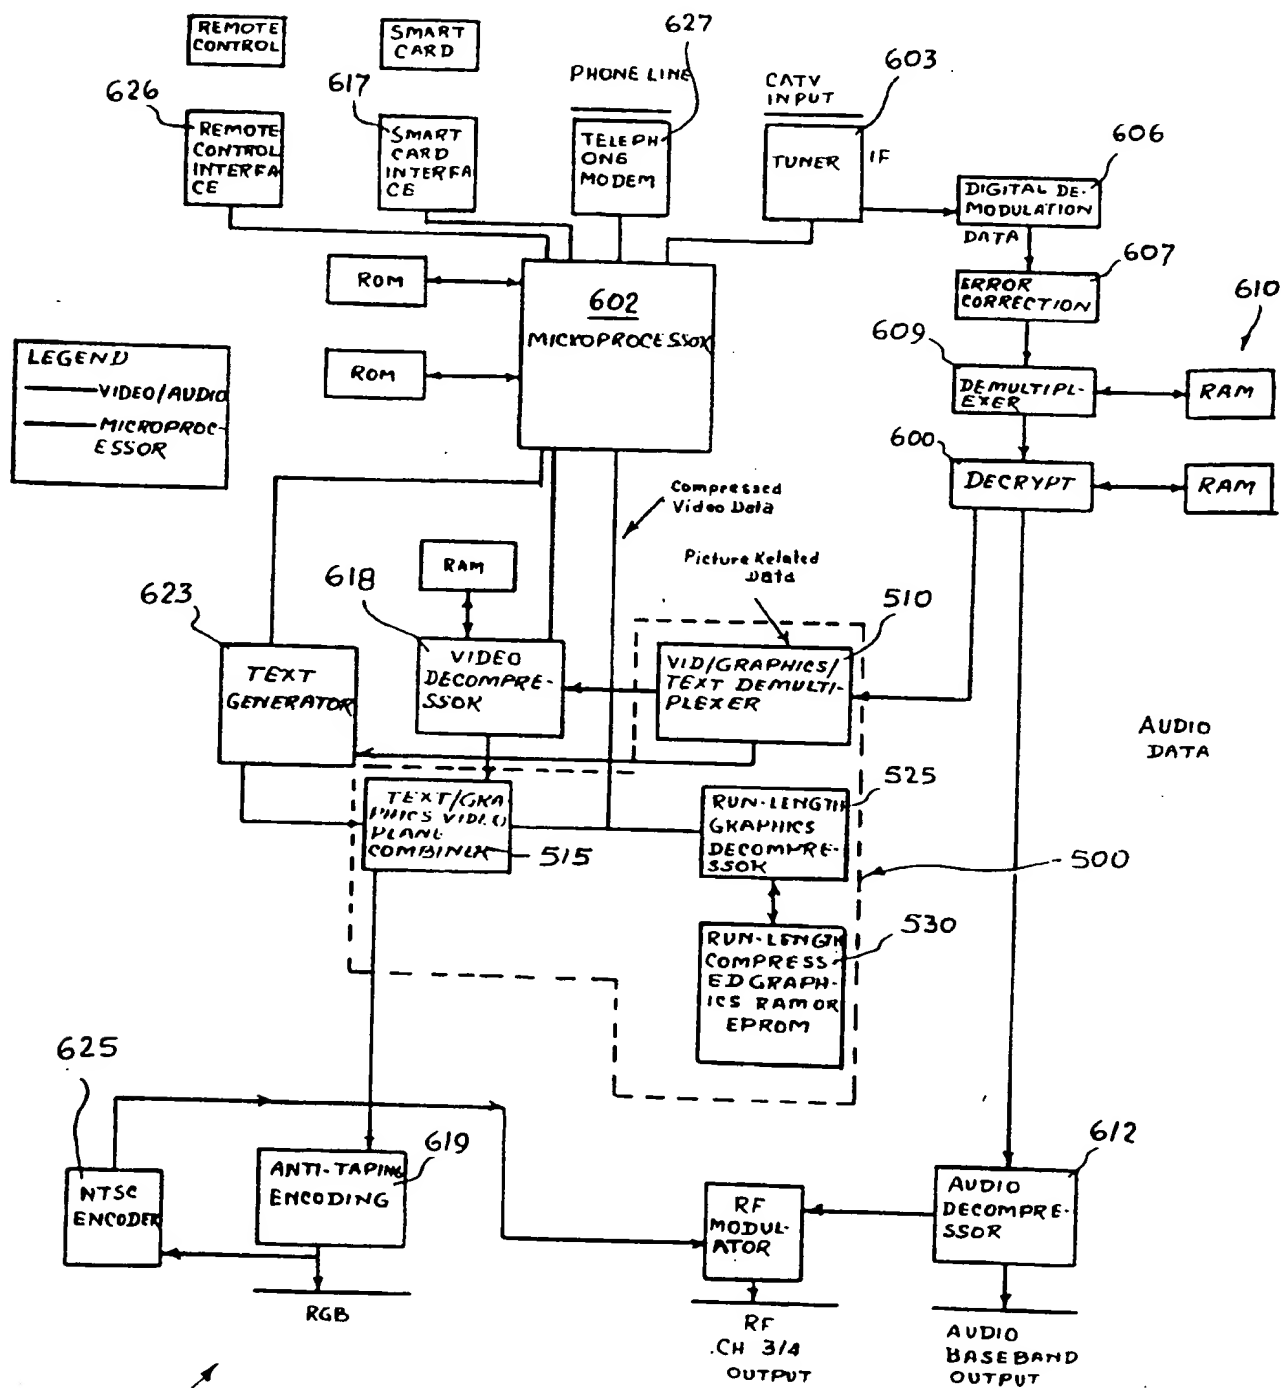 REMOTE
CONTROL
SMART
CARD
627
603
PHONE LINE
CATV
INPUT
626
617
REMOTE
CONTROL
INTERFA
CE
SMART
CARD
INTERFA
CE
TELEPH
ONE
MODEM
TUNER
IF
606
DIGITAL DE-
MODULATION
DATA
607
ERROR
CORRECTION
610
ROM
602
MICROPROCESSOR
ROM
609
DEMULTIPL-
EXER
RAM
LEGEND
VIDEO/AUDIO
MICROPROC-
ESSOR
600
DECRYPT
RAM
Compressed
Video Data
Picture Related
Data
RAM
618
623
510
TEXT
GENERATOR
VIDEO
DECOMPRE-
SSOR
VID/GRAPHICS/
TEXT DEMULTI-
PLEXER
AUDIO
DATA
TEXT/GRA
PHICS VIDEO
PLANE
COMBINER
515
525
RUN-LENGTH
GRAPHICS
DECOMPRE-
SSOR
500
530
RUN-LENGTH
COMPRESS
ED GRAPH-
ICS RAM OR
EPROM
625
619
612
NTSC
ENCODER
ANTI-TAPING
ENCODING
RF
MODUL-
ATOR
AUDIO
DECOMPRE-
SSOR
RGB
RF
CH 3/4
OUTPUT
AUDIO
BASEBAND
OUTPUT